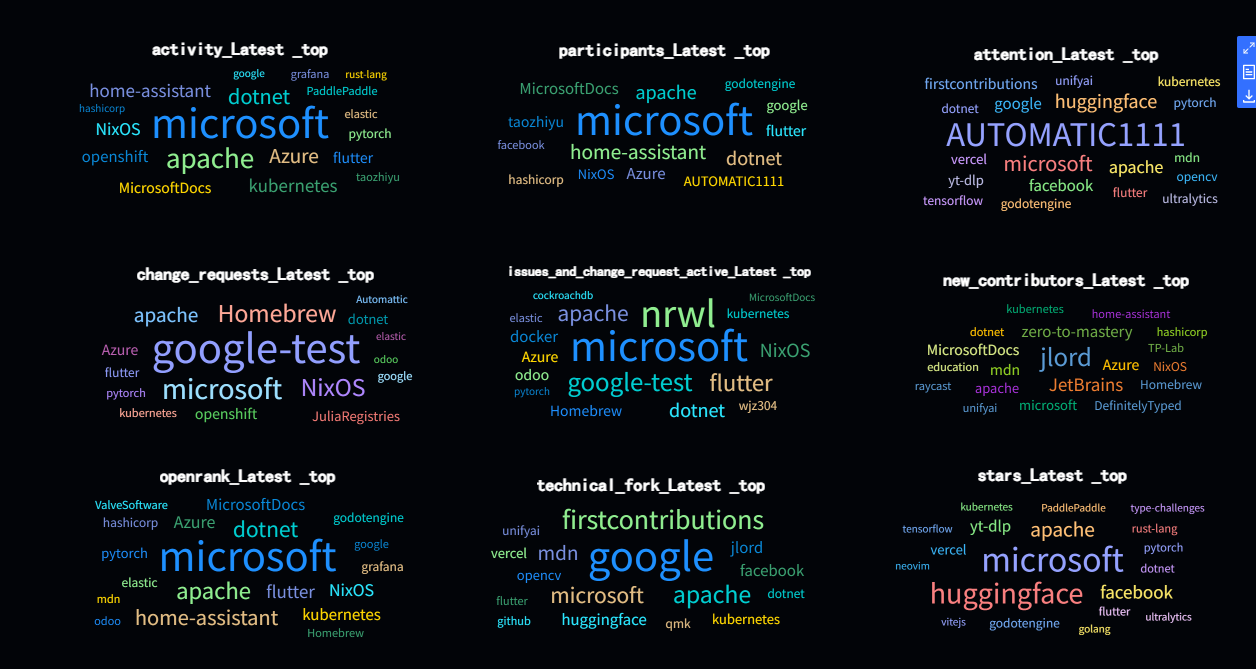 activity_Latest _top
google grafana rust-lang
home-assistant dotnet PaddlePaddle
hashicorp microsoft elastic
NixOS pytorch
openshift apache Azure flutter
MicrosoftDocs kubernetes taozhiyu
participants_Latest _top
MicrosoftDocs apache godotengine
google
taozhiyu microsoft flutter
facebook home-assistant dotnet
hashicorp NixOS Azure AUTOMATIC1111
attention_Latest _top
firstcontributions unifyai kubernetes
dotnet google huggingface pytorch
AUTOMATIC1111
vercel microsoft apache mdn
yt-dlp facebook opencv
tensorflow godotengine flutter ultralytics
change_requests_Latest _top
apache Homebrew Automattic
dotnet
Azure google-test elastic
odoo
flutter microsoft NixOS google
pytorch
kubernetes openshift JuliaRegistries
issues_and_change_request_active_Latest _top
cockroachdb MicrosoftDocs
elastic apache nrwl kubernetes
docker microsoft NixOS
Azure
odoo google-test flutter
pytorch
Homebrew dotnet wjz304
new_contributors_Latest _top
kubernetes home-assistant
dotnet zero-to-mastery hashicorp
MicrosoftDocs jlord TP-Lab
education mdn Azure NixOS
raycast apache JetBrains Homebrew
unifyai microsoft DefinitelyTyped
openrank_Latest _top
ValveSoftware MicrosoftDocs
hashicorp Azure dotnet godotengine
pytorch microsoft google
grafana
elastic apache flutter NixOS
mdn
odoo home-assistant kubernetes
Homebrew
technical_fork_Latest _top
unifyai firstcontributions
vercel mdn google jlord
opencv facebook
flutter microsoft apache dotnet
github huggingface qmk kubernetes
stars_Latest _top
kubernetes PaddlePaddle type-challenges
tensorflow yt-dlp apache rust-lang
vercel microsoft pytorch
neovim dotnet
huggingface facebook
vitejs godotengine flutter ultralytics
golang